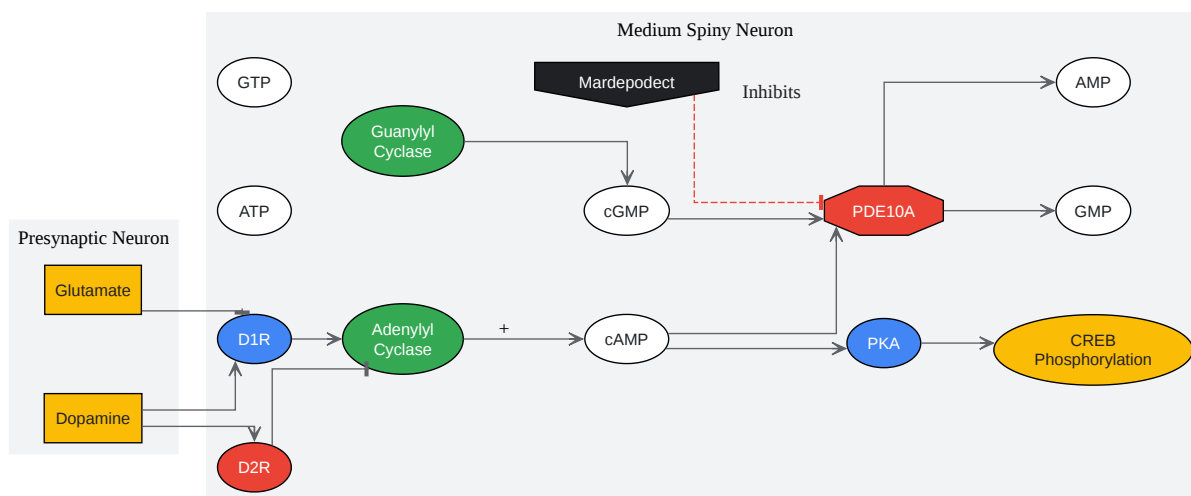 Medium Spiny Neuron
GTP
Mardepodect
Inhibits
AMP
Guanylyl
Cyclase
ATP
cGMP
PDE10A
GMP
Presynaptic Neuron
Glutamate
D1R
Adenylyl
Cyclase
+
cAMP
PKA
CREB
Phosphorylation
Dopamine
D2R